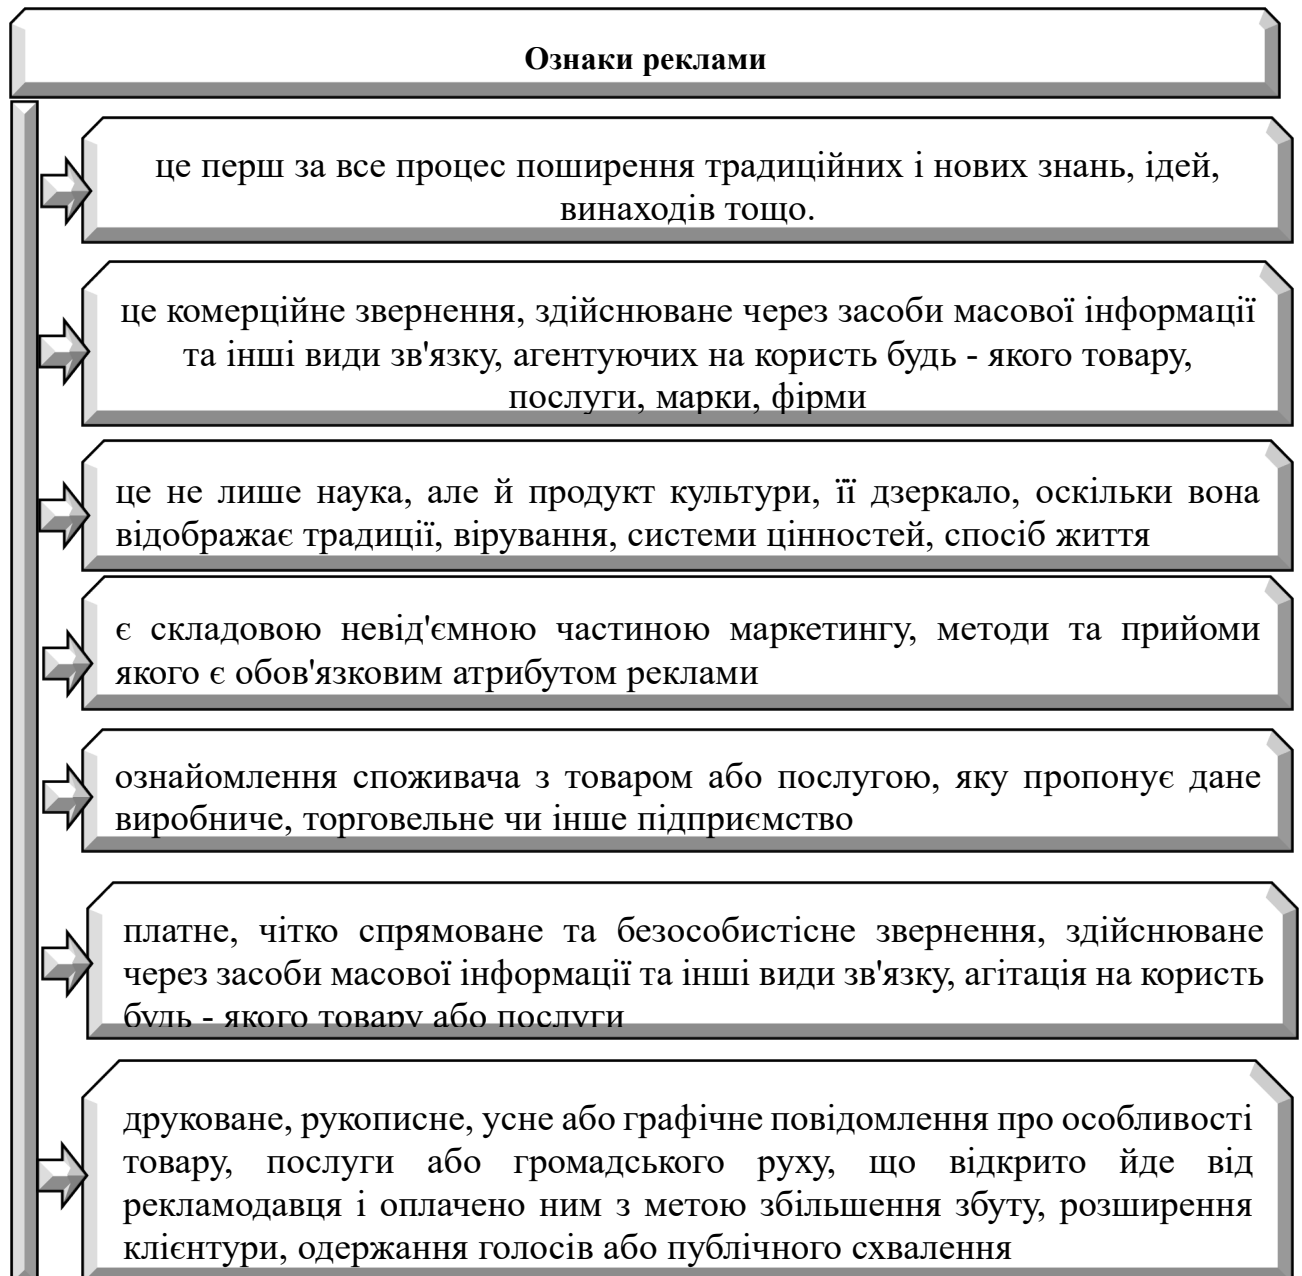 Ознаки реклами
це перш за все процес поширення традиційних і нових знань, ідей,
винаходів тощо.
це комерційне звернення, здійснюване через засоби масової інформації
та інші види зв'язку, агентуючих на користь будь - якого товару,
послуги, марки, фірми
це не лише наука, але й продукт культури, її дзеркало, оскільки вона
відображає традиції, вірування, системи цінностей, спосіб життя
є складовою невід'ємною частиною маркетингу, методи та прийоми
якого є обов'язковим атрибутом реклами
ознайомлення споживача з товаром або послугою, яку пропонує дане
виробниче, торговельне чи інше підприємство
платне, чітко спрямоване та безособистісне звернення, здійснюване
через засоби масової інформації та інші види зв'язку, агітація на користь
будь - якого товару або послуги
друковане, рукописне, усне або графічне повідомлення про особливості
товару, послуги або громадського руху, що відкрито йде від
рекламодавця і оплачено ним з метою збільшення збуту, розширення
клієнтури, одержання голосів або публічного схвалення